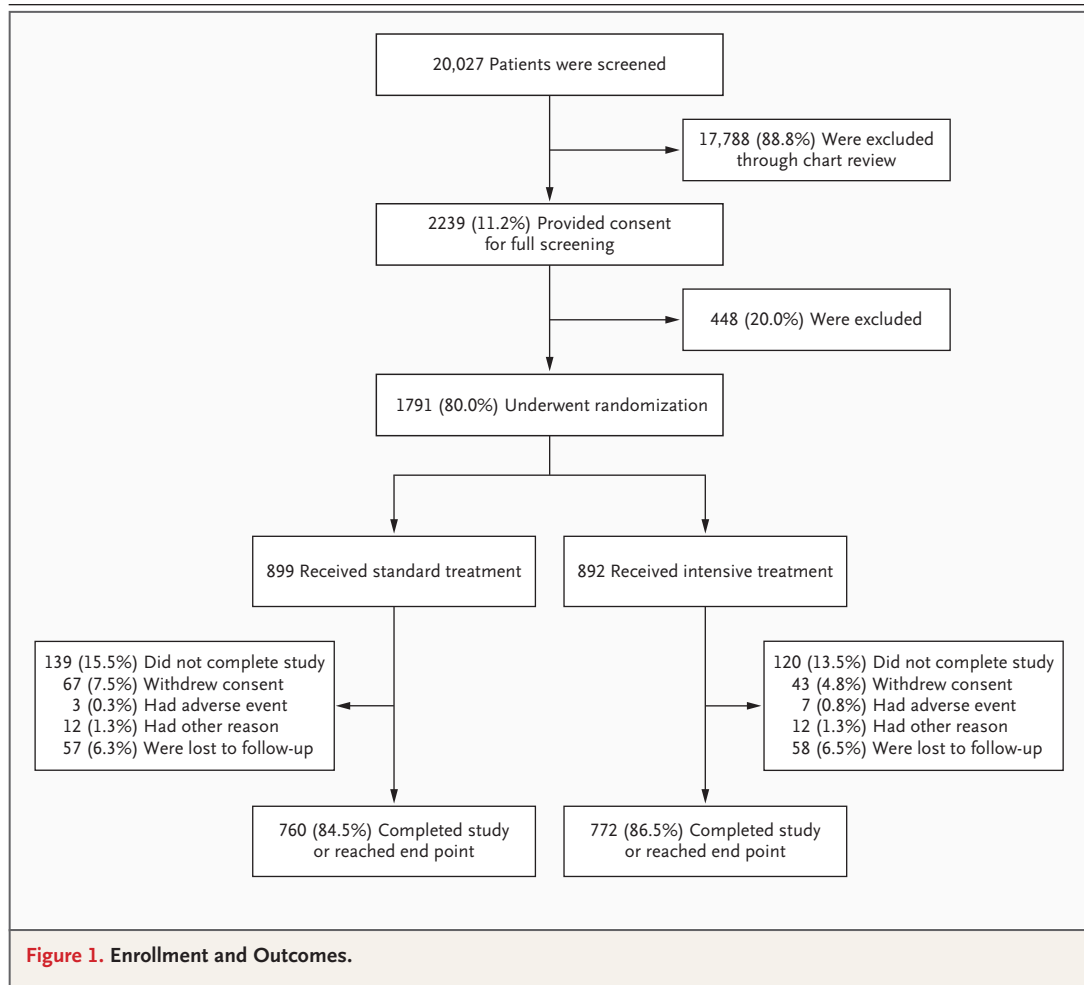 20,027 Patients were screened
17,788 (88.8%) Were excluded
through chart review
2239 (11.2%) Provided consent
for full screening
448 (20.0%) Were excluded
1791 (80.0%) Underwent randomization
899 Received standard treatment
892 Received intensive treatment
139 (15.5%) Did not complete study
67 (7.5%) Withdrew consent
3 (0.3%) Had adverse event
12 (1.3%) Had other reason
57 (6.3%) Were lost to follow-up
120 (13.5%) Did not complete study
43 (4.8%) Withdrew consent
7 (0.8%) Had adverse event
12 (1.3%) Had other reason
58 (6.5%) Were lost to follow-up
760 (84.5%) Completed study
or reached end point
772 (86.5%) Completed study
or reached end point
Figure 1. Enrollment and Outcomes.